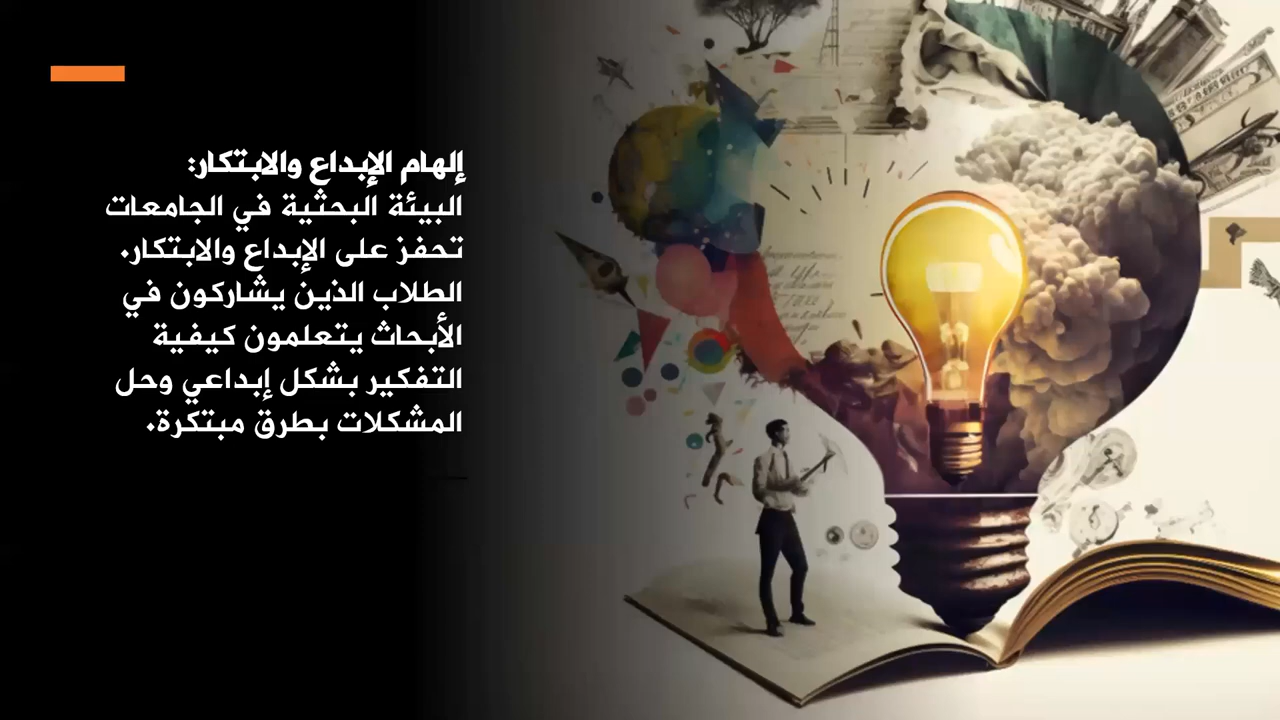 إلهام الإبداع والابتكار:
البيئة البحثية في الجامعات
تحفز على الإبداع والابتكار.
الطلاب الذين يشاركون في
الأبحاث يتعلمون كيفية
التفكير بشكل إبداعي وحل
المشكلات بطرق مبتكرة.